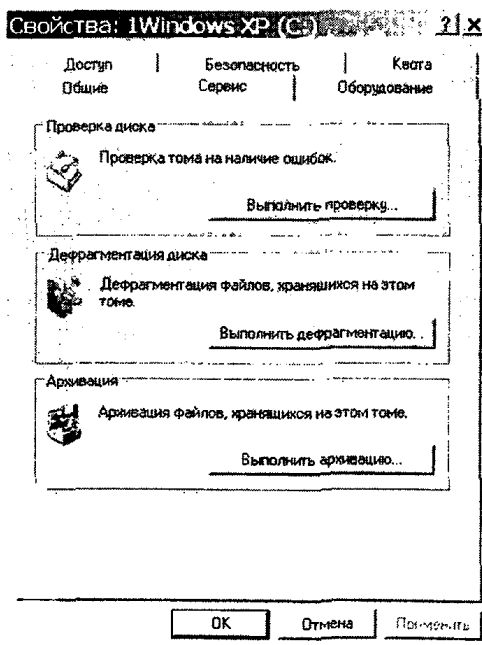 Свойства: 1Windows XP (C:) ? x
Доступ Безопасность Квота
Общие Сервис Оборудование
Проверка диска
Проверка тома на наличие ошибок.
Выполнить проверку...
Дефрагментация диска
Дефрагментация файлов, хранящихся на этом
томе.
Выполнить дефрагментацию...
Архивация
Архивация файлов, хранящихся на этом томе.
Выполнить архивацию...
OK Отмена Применить